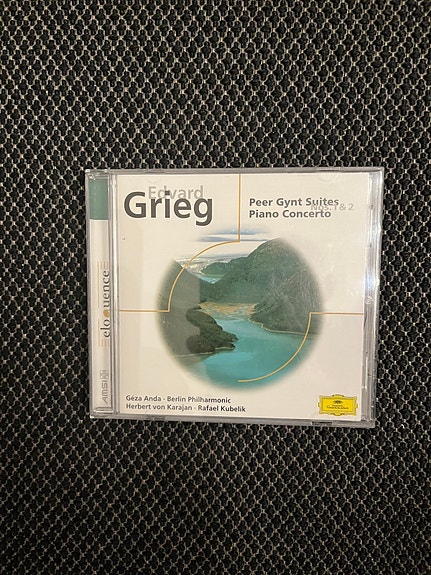 Edvard
Grieg
Peer Gynt Suites
Nos. 1 & 2
Piano Concerto
eloquence
AMSI
Géza Anda · Berlin Philharmonic
Herbert von Karajan · Rafael Kubelik